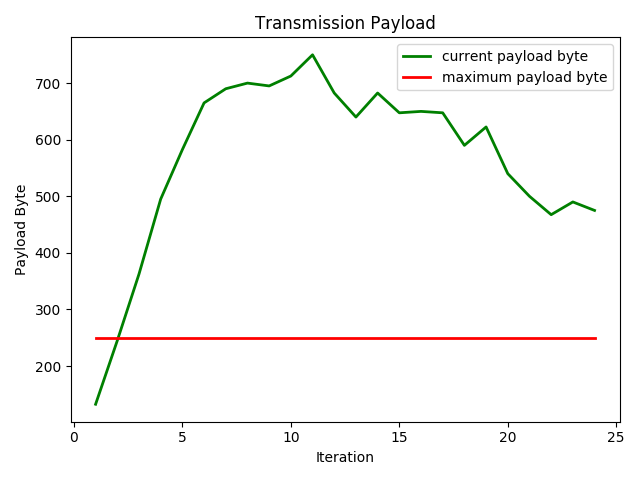 Transmission Payload
current payload byte
maximum payload byte
Payload Byte
700
600
500
400
300
200
0 5 10 15 20 25
Iteration